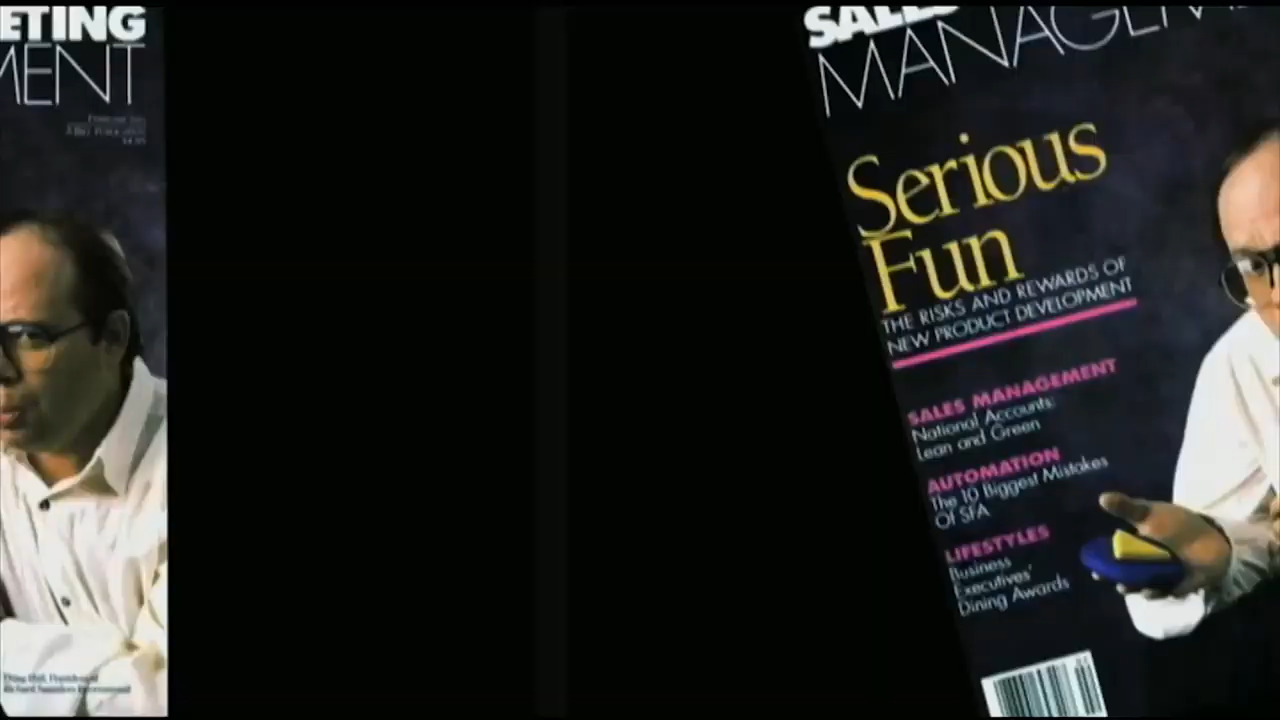 ETING
MENT
SALES
MANAGEM
Serious
Fun
THE RISKS AND REWARDS OF
NEW PRODUCT DEVELOPMENT
SALES MANAGEMENT
National Accounts:
Lean and Green
AUTOMATION
The 10 Biggest Mistakes
Of SFA
LIFESTYLES
Business
Executives'
Dining Awards